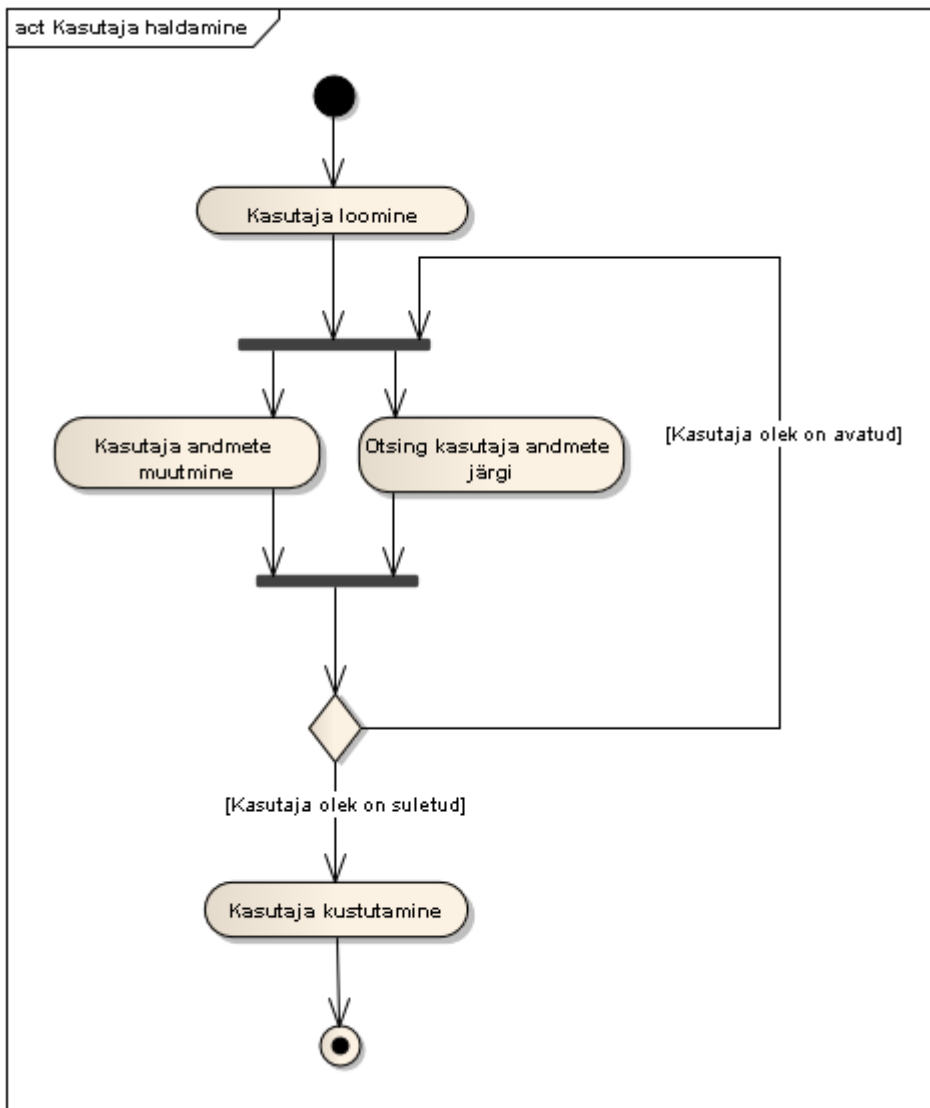 act Kasutaja haldamine
Kasutaja loomine
Kasutaja andmete
muutmine
Otsing kasutaja andmete
järgi
[Kasutaja olek on avatud]
[Kasutaja olek on suletud]
Kasutaja kustutamine